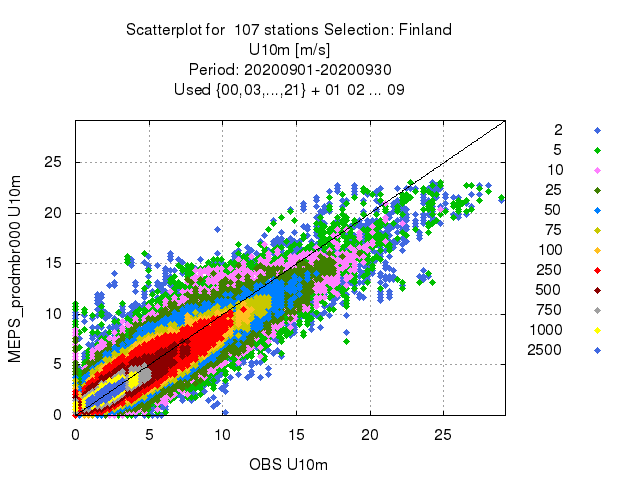 Scatterplot for  107 stations Selection: Finland
U10m [m/s]
Period: 20200901-20200930
Used {00,03,...,21} + 01 02 ... 09
MEPS_prodmbr000 U10m
25
20
15
10
5
0
0 5 10 15 20 25
OBS U10m
2
5
10
25
50
75
100
250
500
750
1000
2500